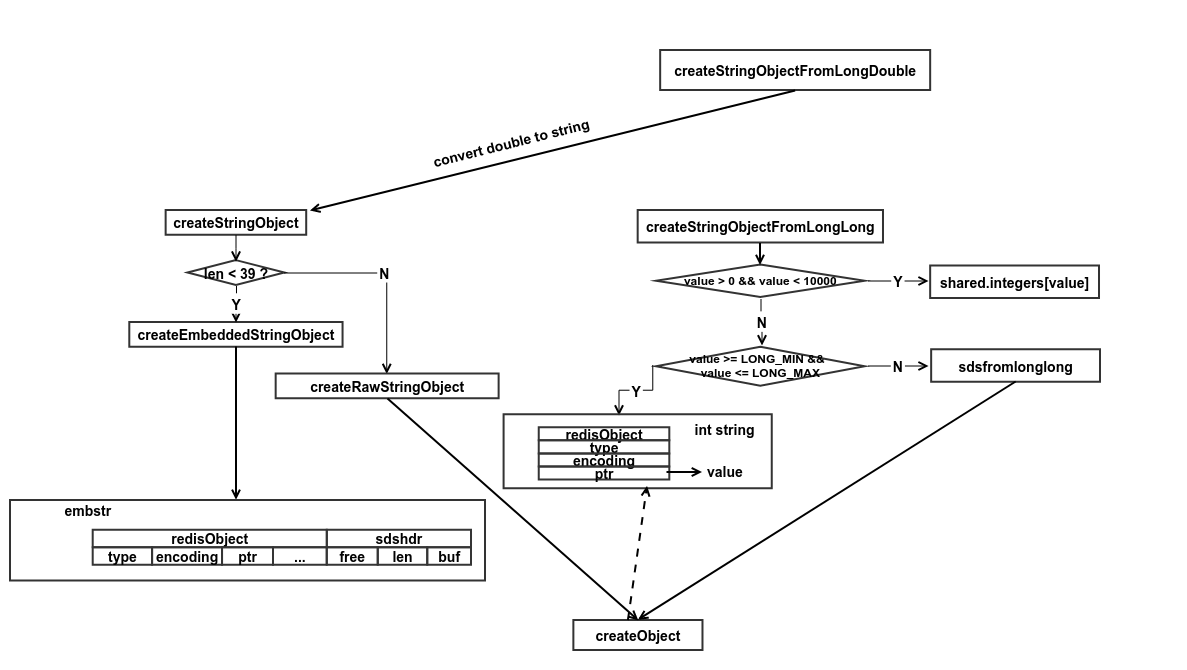 createStringObjectFromLongDouble
convert double to string
createStringObject
createStringObjectFromLongLong
len < 39 ?
N
value > 0 && value < 10000
Y
shared.integers[value]
Y
N
createEmbeddedStringObject
value >= LONG_MIN &&
value <= LONG_MAX
N
sdsfromlonglong
createRawStringObject
Y
int string
redisObject
type
encoding
ptr
value
embstr
redisObject
sdshdr
type
encoding
ptr
...
free
len
buf
createObject